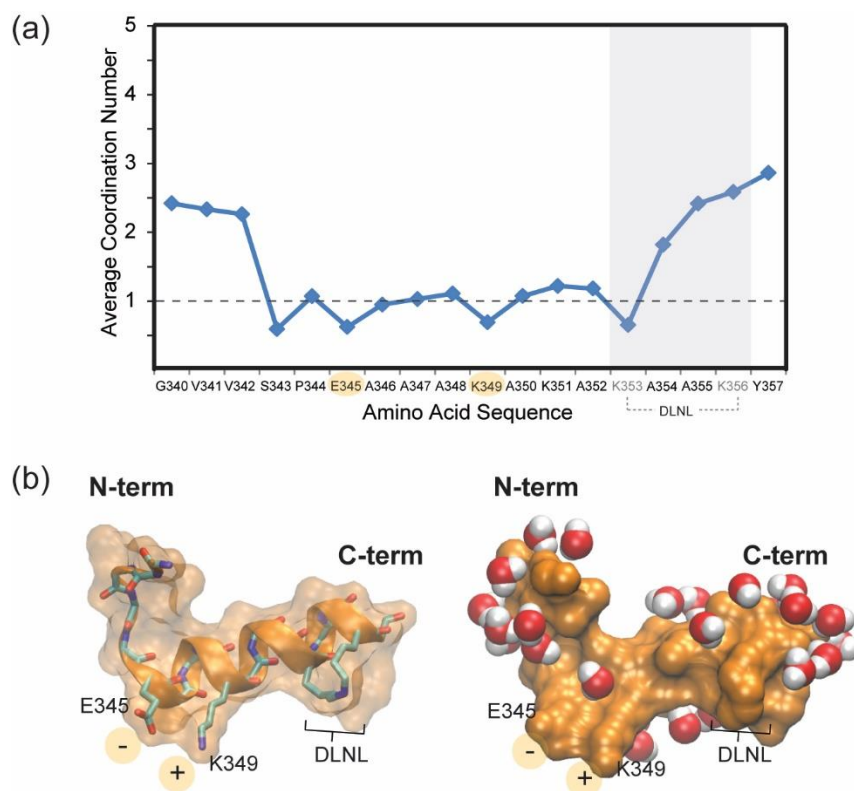 (a)
Average Coordination Number
5
4
3
2
1
G340 V341 V342 S343 P344 E345 A346 A347 A348 K349 A350 K351 A352 K353 A354 A355 K356 Y357
DLNL
Amino Acid Sequence
(b)
N-term
C-term
E345
-
+
K349
DLNL
N-term
C-term
E345
-
+
K349
DLNL